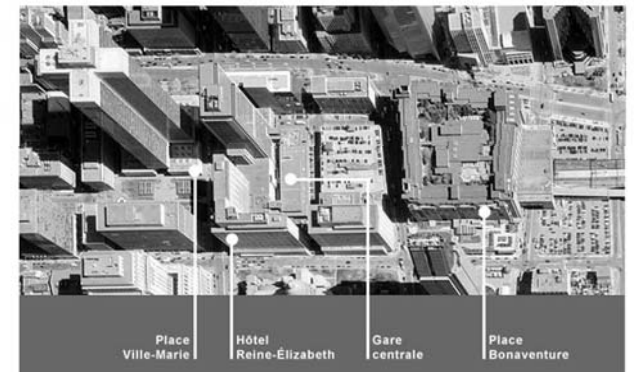 Place
Ville-Marie
Hôtel
Reine-Élizabeth
Gare
centrale
Place
Bonaventure